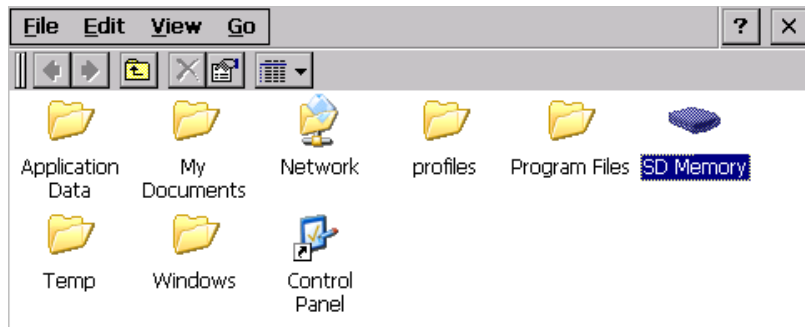 File Edit View Go ? ×
Application Data My Documents Network profiles Program Files SD Memory
Temp Windows Control Panel